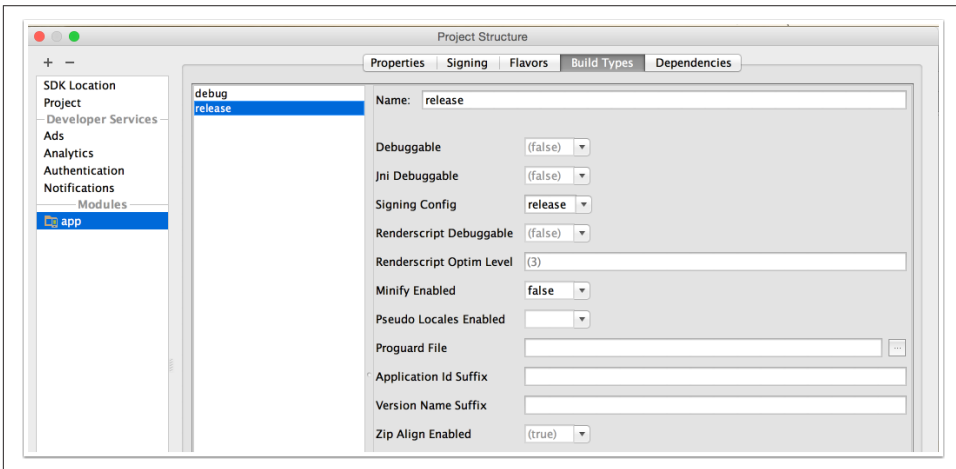 Project Structure
+ −
Properties Signing Flavors Build Types Dependencies
SDK Location
Project
Developer Services
Ads
Analytics
Authentication
Notifications
Modules
app
debug
release
Name: release
Debuggable (false)
Jni Debuggable (false)
Signing Config release
Renderscript Debuggable (false)
Renderscript Optim Level (3)
Minify Enabled false
Pseudo Locales Enabled
Proguard File ...
Application Id Suffix
Version Name Suffix
Zip Align Enabled (true)